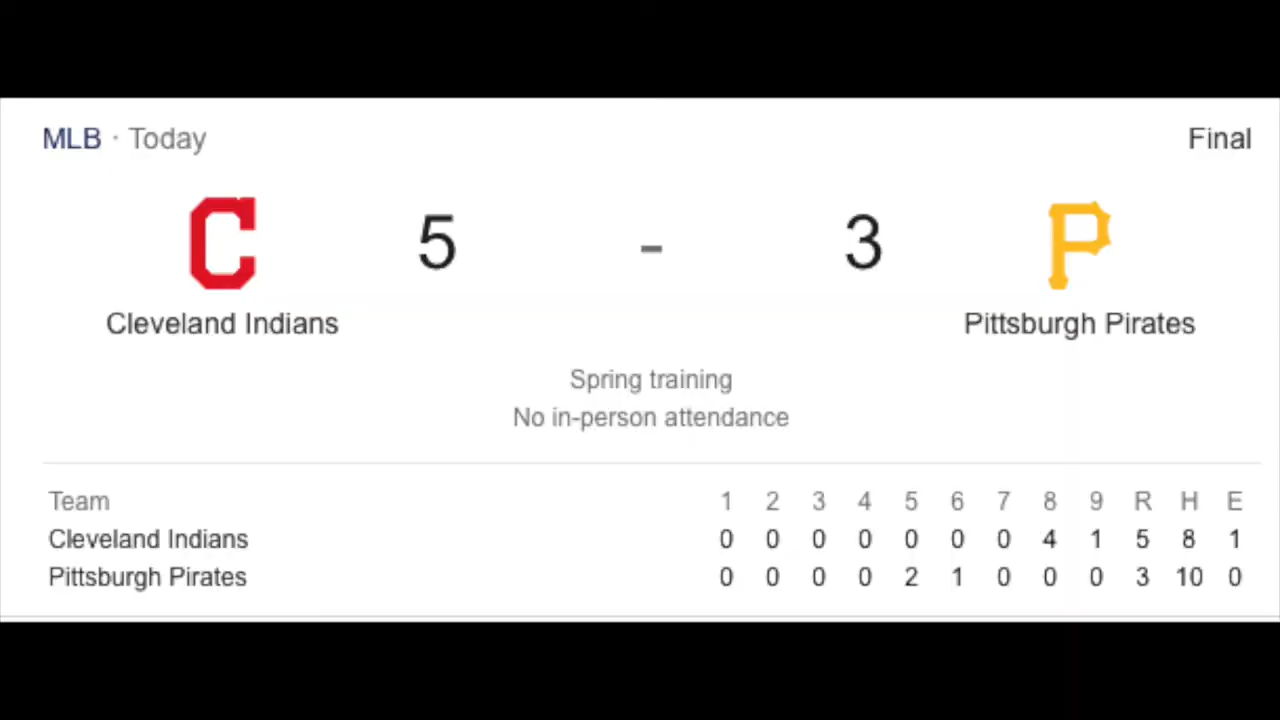 MLB · Today Final
C 5 - 3 P
Cleveland Indians Pittsburgh Pirates
Spring training
No in-person attendance
Team 1 2 3 4 5 6 7 8 9 R H E
Cleveland Indians 0 0 0 0 0 0 0 4 1 5 8 1
Pittsburgh Pirates 0 0 0 0 2 1 0 0 0 3 10 0